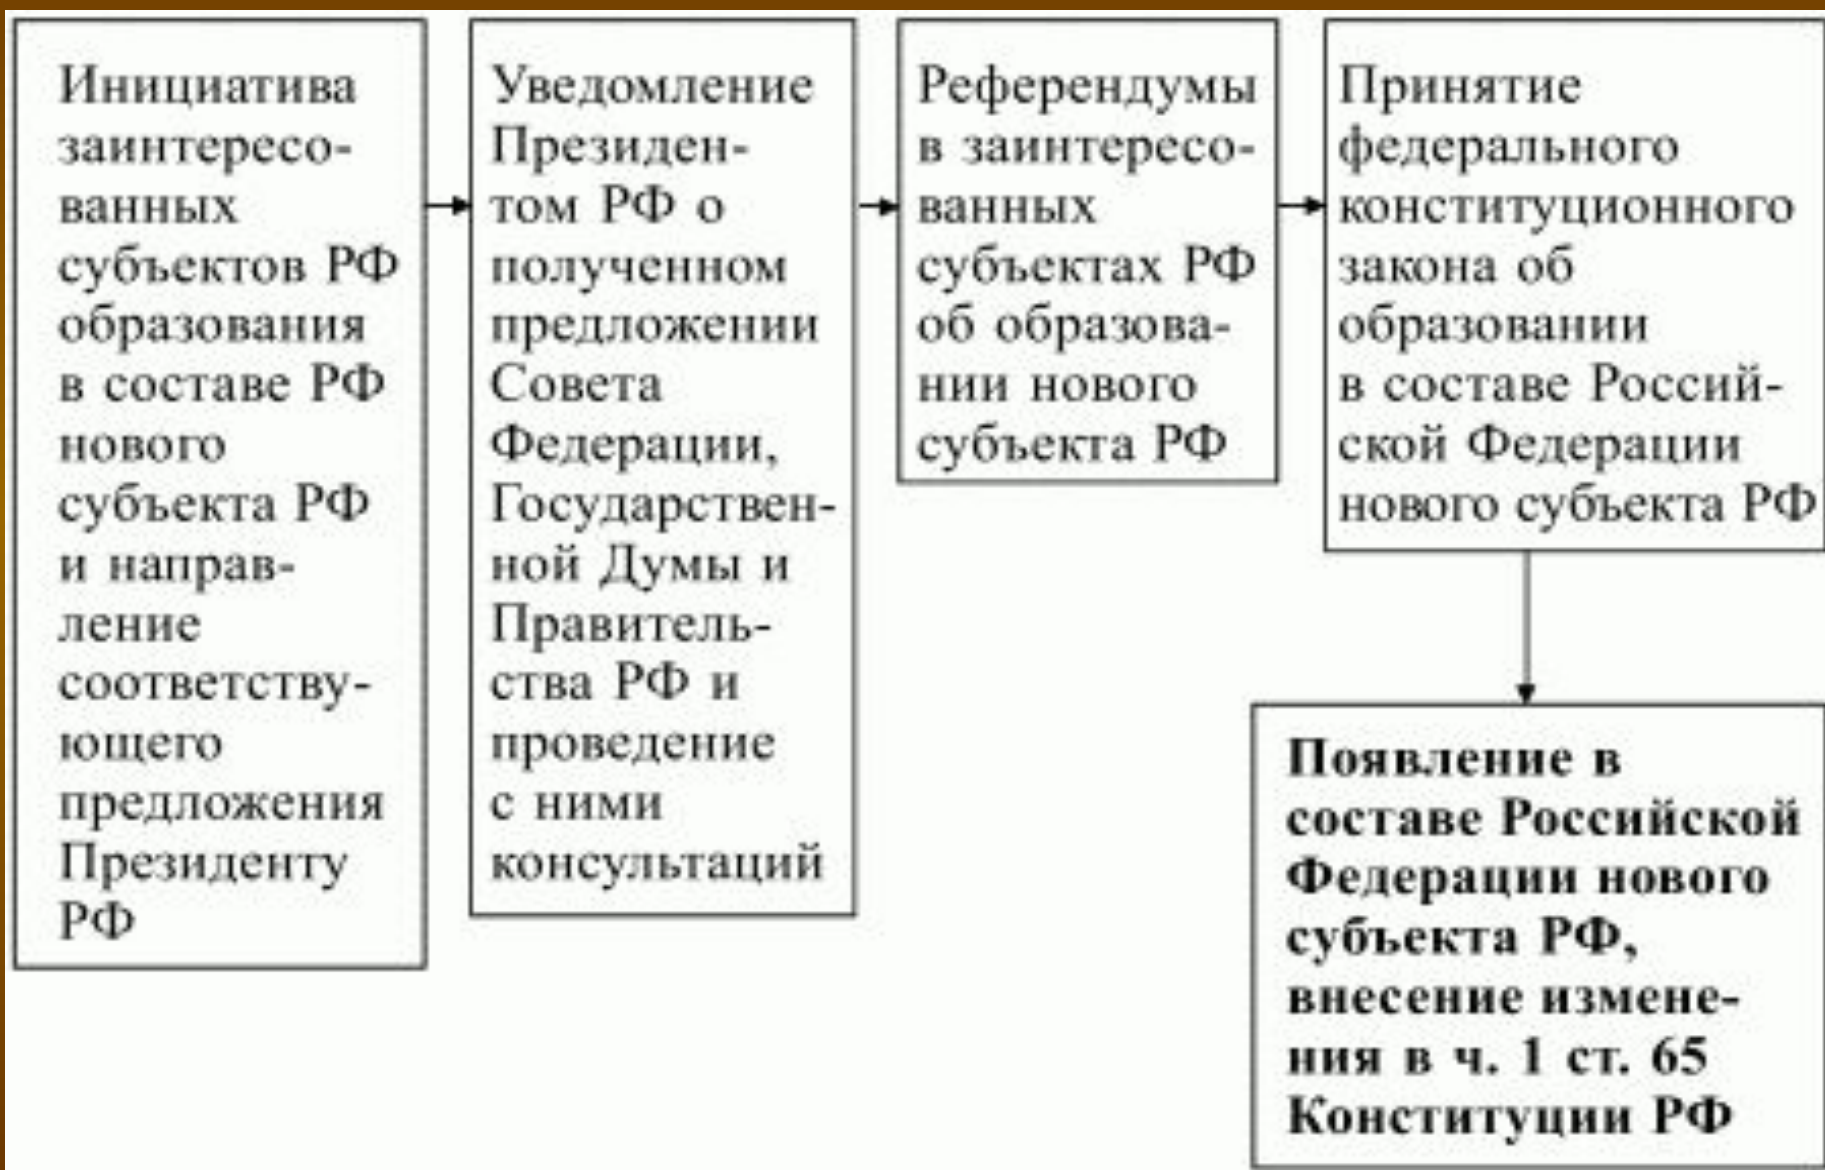 Инициатива
заинтересо-
ванных
субъектов РФ
образования
в составе РФ
нового
субъекта РФ
и направ-
ление
соответству-
ющего
предложения
Президенту
РФ
Уведомление
Президен-
том РФ о
полученном
предложении
Совета
Федерации,
Государствен-
ной Думы и
Правитель-
ства РФ и
проведение
с ними
консультаций
Референдумы
в заинтересо-
ванных
субъектах РФ
об образова-
нии нового
субъекта РФ
Принятие
федерального
конституционного
закона об
образовании
в составе Россий-
ской Федерации
нового субъекта РФ
Появление в
составе Российской
Федерации нового
субъекта РФ,
внесение измене-
ния в ч. 1 ст. 65
Конституции РФ